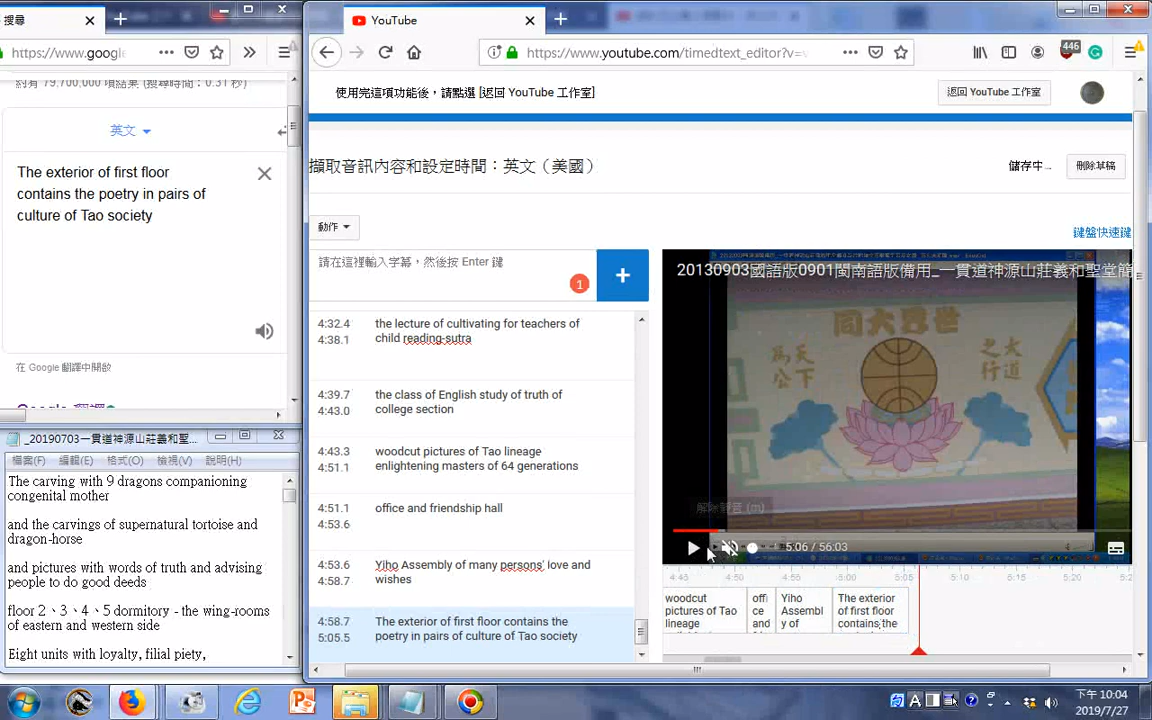 搜尋
https://www.googl
約有 79,700,000 項結果 (搜尋時間：0.31 秒)
英文
The exterior of first floor
contains the poetry in pairs of
culture of Tao society
在 Google 翻譯中開啟
_20190703一貫道神源山莊義和聖...
檔案(F) 編輯(E) 格式(O) 檢視(V) 說明(H)
The carving with 9 dragons companioning
congenital mother
and the carvings of supernatural tortoise and
dragon-horse
and pictures with words of truth and advising
people to do good deeds
floor 2、3、4、5 dormitory - the wing-rooms
of eastern and western side
Eight units with loyalty, filial piety,
YouTube
https://www.youtube.com/timedtext_editor?v=
446
使用完這項功能後，請點選 [返回 YouTube 工作室]
返回 YouTube 工作室
擷取音訊內容和設定時間：英文（美國）
儲存中...
刪除草稿
動作
鍵盤快速鍵
請在這裡輸入字幕，然後按 Enter 鍵
1
+
4:32.4 the lecture of cultivating for teachers of
4:38.1 child reading-sutra
4:39.7 the class of English study of truth of
4:43.0 college section
4:43.3 woodcut pictures of Tao lineage
4:51.1 enlightening masters of 64 generations
4:51.1 office and friendship hall
4:53.6
4:53.6 Yiho Assembly of many persons' love and
4:58.7 wishes
4:58.7 The exterior of first floor contains the
5:05.5 poetry in pairs of culture of Tao society
20130903國語版0901閩南語版備用_一貫道神源山莊義和聖堂簡
同大界世
為天
下公
之大
行道
解除靜音 (m)
5:06 / 56:03
4:45 4:50 4:55 5:00 5:05 5:10 5:15 5:20 5:2
woodcut
pictures of Tao
lineage
offi
ce
and
Yiho
Assembl
y of
The exterior
of first floor
contains the
下午 10:04
2019/7/27